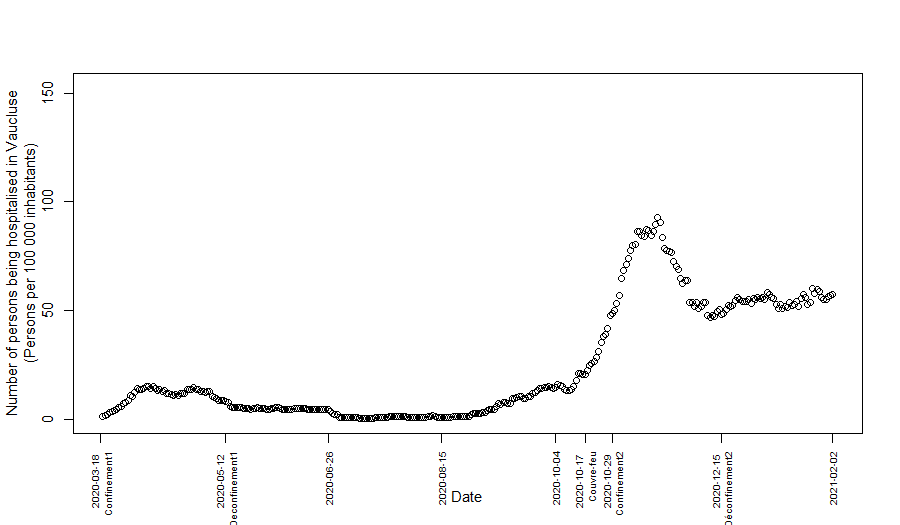 Number of persons being hospitalised in Vaucluse
(Persons per 100 000 inhabitants)
150
100
50
0
2020-03-18
Confinement1
2020-05-12
Deconfinement1
2020-06-26
2020-08-15
2020-10-04
2020-10-17
Couvre-feu
2020-10-29
Confinement2
2020-12-15
Déconfinement2
2021-02-02
Date